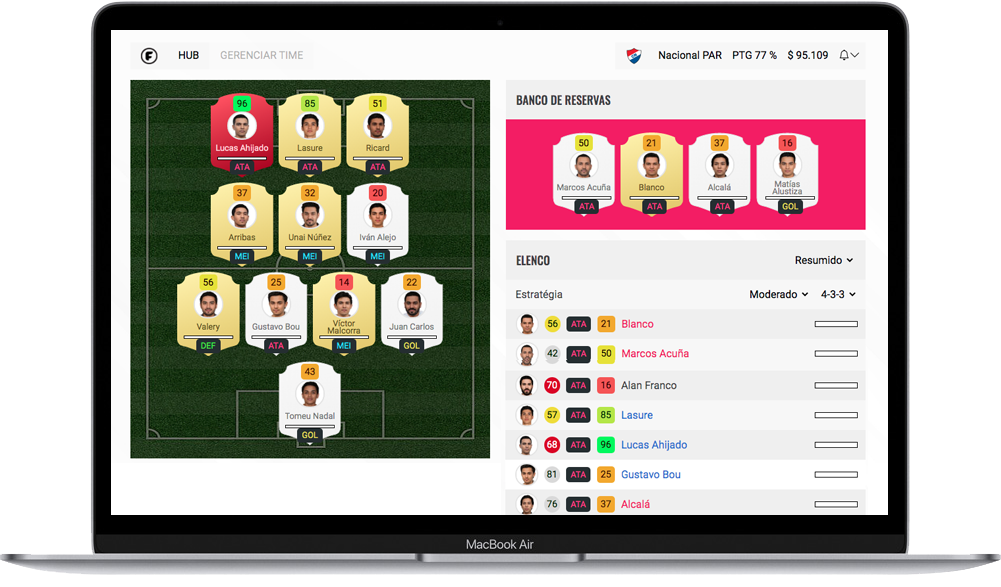 F HUB GERENCIAR TIME
Nacional PAR PTG 77 % $ 95.109
96 85 51
Lucas Ahijado Lasure Ricard
ATA ATA ATA
37 32 20
Arribas Unai Núñez Iván Alejo
MEI MEI MEI
56 25 14 22
Valery Gustavo Bou Víctor Malcorra Juan Carlos
DEF ATA MEI GOL
43
Tomeu Nadal
GOL
BANCO DE RESERVAS
50 21 37 16
Marcos Acuña Blanco Alcalá Matías Alustiza
ATA ATA ATA GOL
ELENCO Resumido
Estratégia Moderado 4-3-3
56 ATA 21 Blanco
42 ATA 50 Marcos Acuña
70 ATA 16 Alan Franco
57 ATA 85 Lasure
68 ATA 96 Lucas Ahijado
81 ATA 25 Gustavo Bou
76 ATA 37 Alcalá
MacBook Air